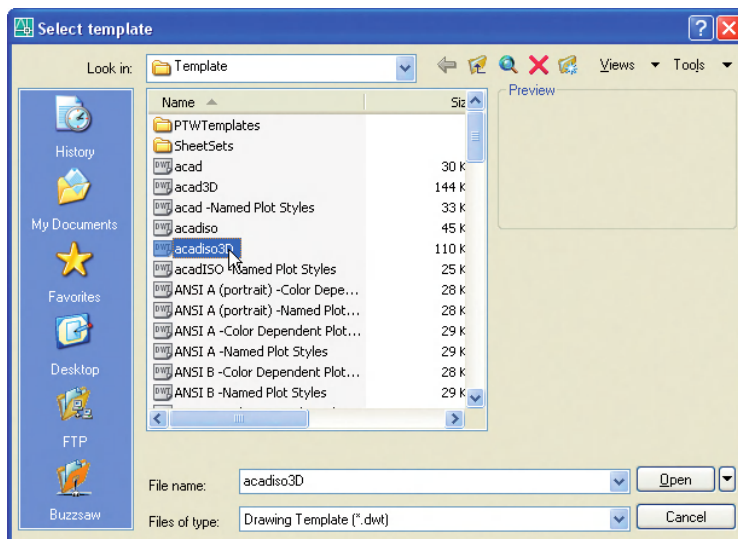 Select template
Look in:
Template
Views
Tools
History
My Documents
Favorites
Desktop
FTP
Buzzsaw
Name
Siz
PTWTemplates
SheetSets
acad 30 K
acad3D 144 K
acad -Named Plot Styles 33 K
acadiso 45 K
acadiso3D 110 K
acadISO -Named Plot Styles 25 K
ANSI A (portrait) -Color Depe... 28 K
ANSI A (portrait) -Named Plot... 28 K
ANSI A -Color Dependent Plot... 29 K
ANSI A -Named Plot Styles 29 K
ANSI B -Color Dependent Plot... 28 K
ANSI B -Named Plot Styles 29 K
Preview
File name:
acadiso3D
Open
Files of type:
Drawing Template (*.dwt)
Cancel